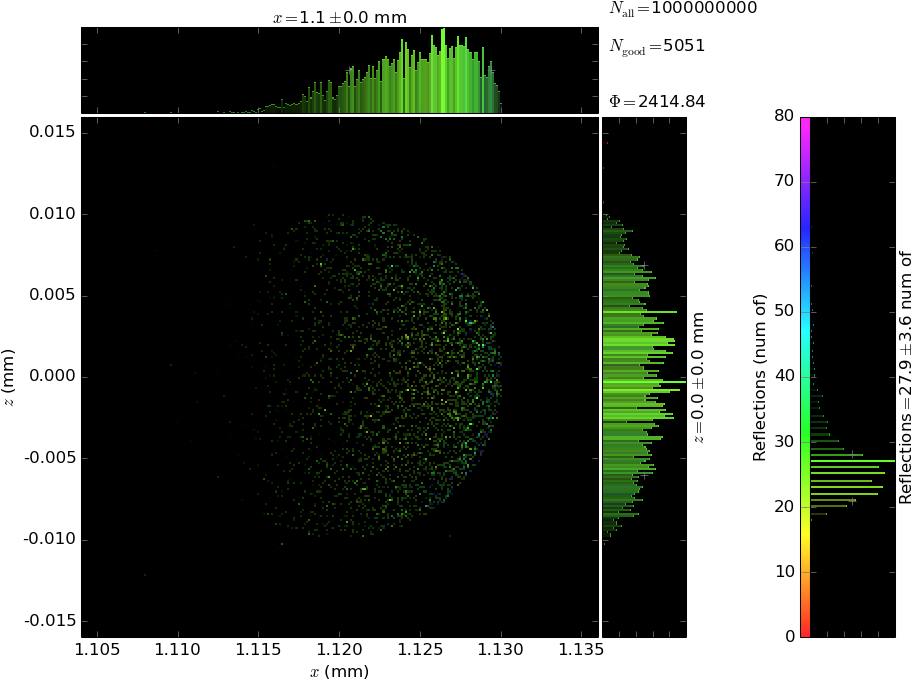 x = 1.1 ± 0.0 mm
N_all = 1000000000
N_good = 5051
Φ = 2414.84
0.015
0.010
0.005
0.000
-0.005
-0.010
-0.015
z (mm)
1.105 1.110 1.115 1.120 1.125 1.130 1.135
x (mm)
z = 0.0 ± 0.0 mm
80
70
60
50
40
30
20
10
0
Reflections (num of)
Reflections = 27.9 ± 3.6 num of